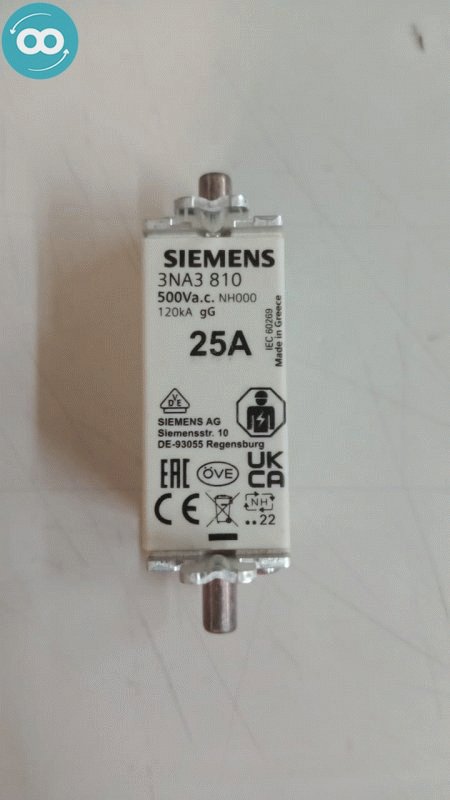 SIEMENS
3NA3 810
500Va.c. NH000
120kA gG
25A
IEC 60269
Made in Greece
VDE
SIEMENS AG
Siemensstr. 10
DE-93055 Regensburg
EAC
ÖVE
UK
CA
CE
NH
..22